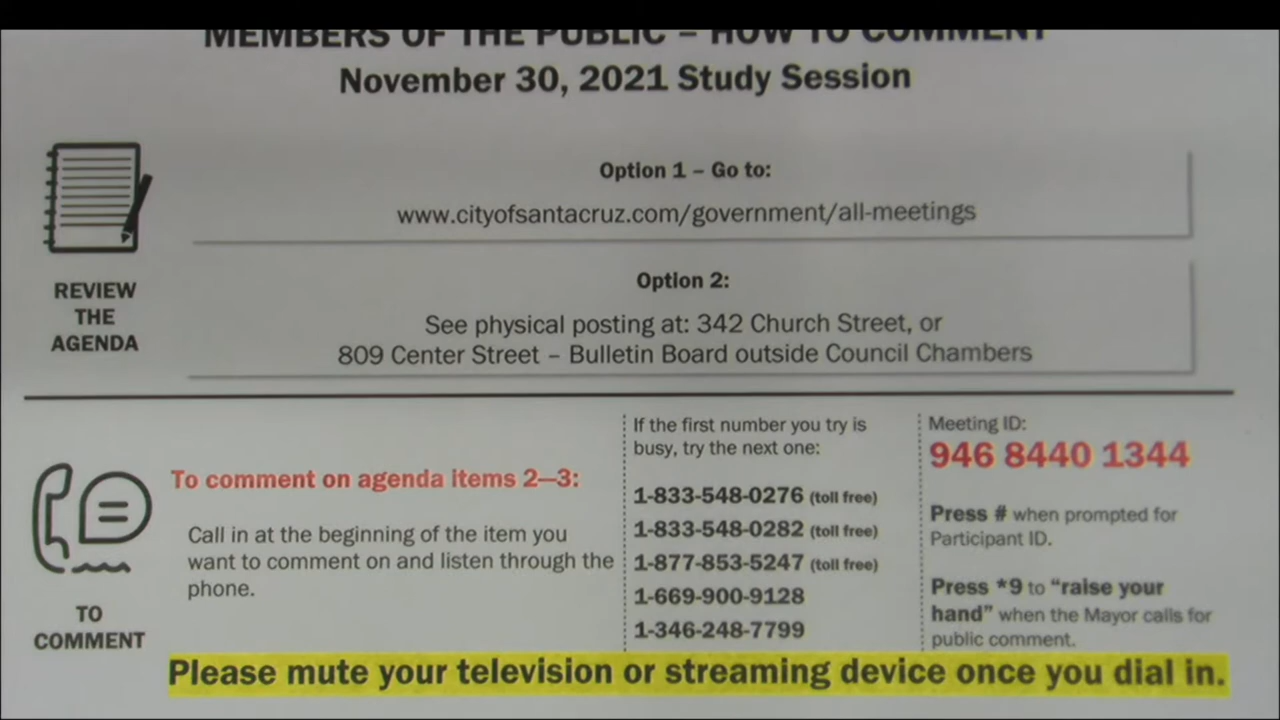 MEMBERS OF THE PUBLIC – HOW TO COMMENT
November 30, 2021 Study Session
Option 1 – Go to:
www.cityofsantacruz.com/government/all-meetings
REVIEW
THE
AGENDA
Option 2:
See physical posting at: 342 Church Street, or
809 Center Street – Bulletin Board outside Council Chambers
TO
COMMENT
To comment on agenda items 2—3:
Call in at the beginning of the item you
want to comment on and listen through the
phone.
If the first number you try is
busy, try the next one:
1-833-548-0276 (toll free)
1-833-548-0282 (toll free)
1-877-853-5247 (toll free)
1-669-900-9128
1-346-248-7799
Meeting ID:
946 8440 1344
Press # when prompted for
Participant ID.
Press *9 to “raise your
hand” when the Mayor calls for
public comment.
Please mute your television or streaming device once you dial in.